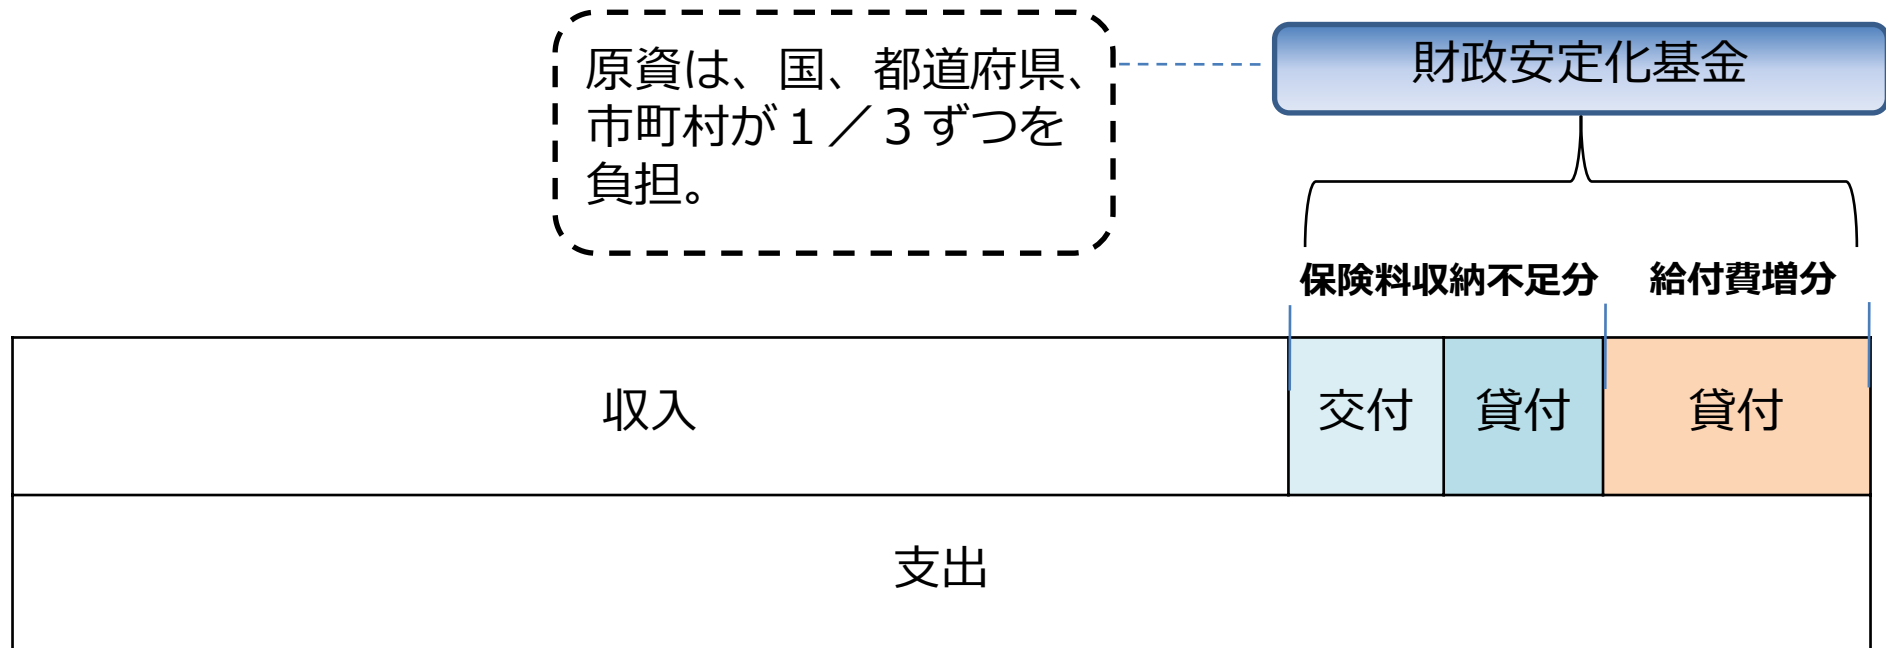 原資は、国、都道府県、
市町村が１／３ずつを
負担。
財政安定化基金
保険料収納不足分
給付費増分
収入
交付
貸付
貸付
支出